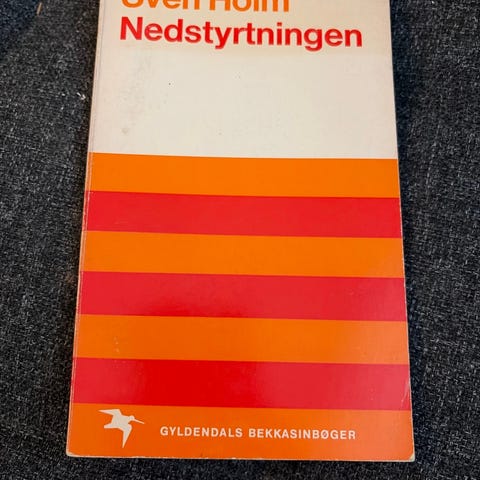 Sven Holm
Nedstyrtningen
GYLDENDALS BEKKASINBØGER